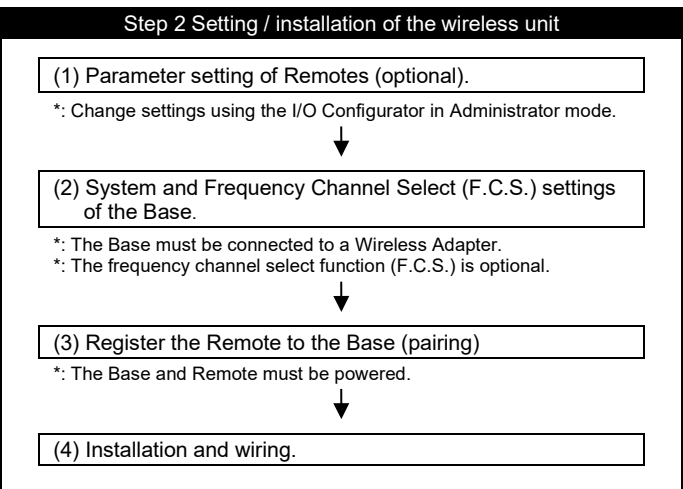 Step 2 Setting / installation of the wireless unit
(1) Parameter setting of Remotes (optional).
*: Change settings using the I/O Configurator in Administrator mode.
(2) System and Frequency Channel Select (F.C.S.) settings
of the Base.
*: The Base must be connected to a Wireless Adapter.
*: The frequency channel select function (F.C.S.) is optional.
(3) Register the Remote to the Base (pairing)
*: The Base and Remote must be powered.
(4) Installation and wiring.